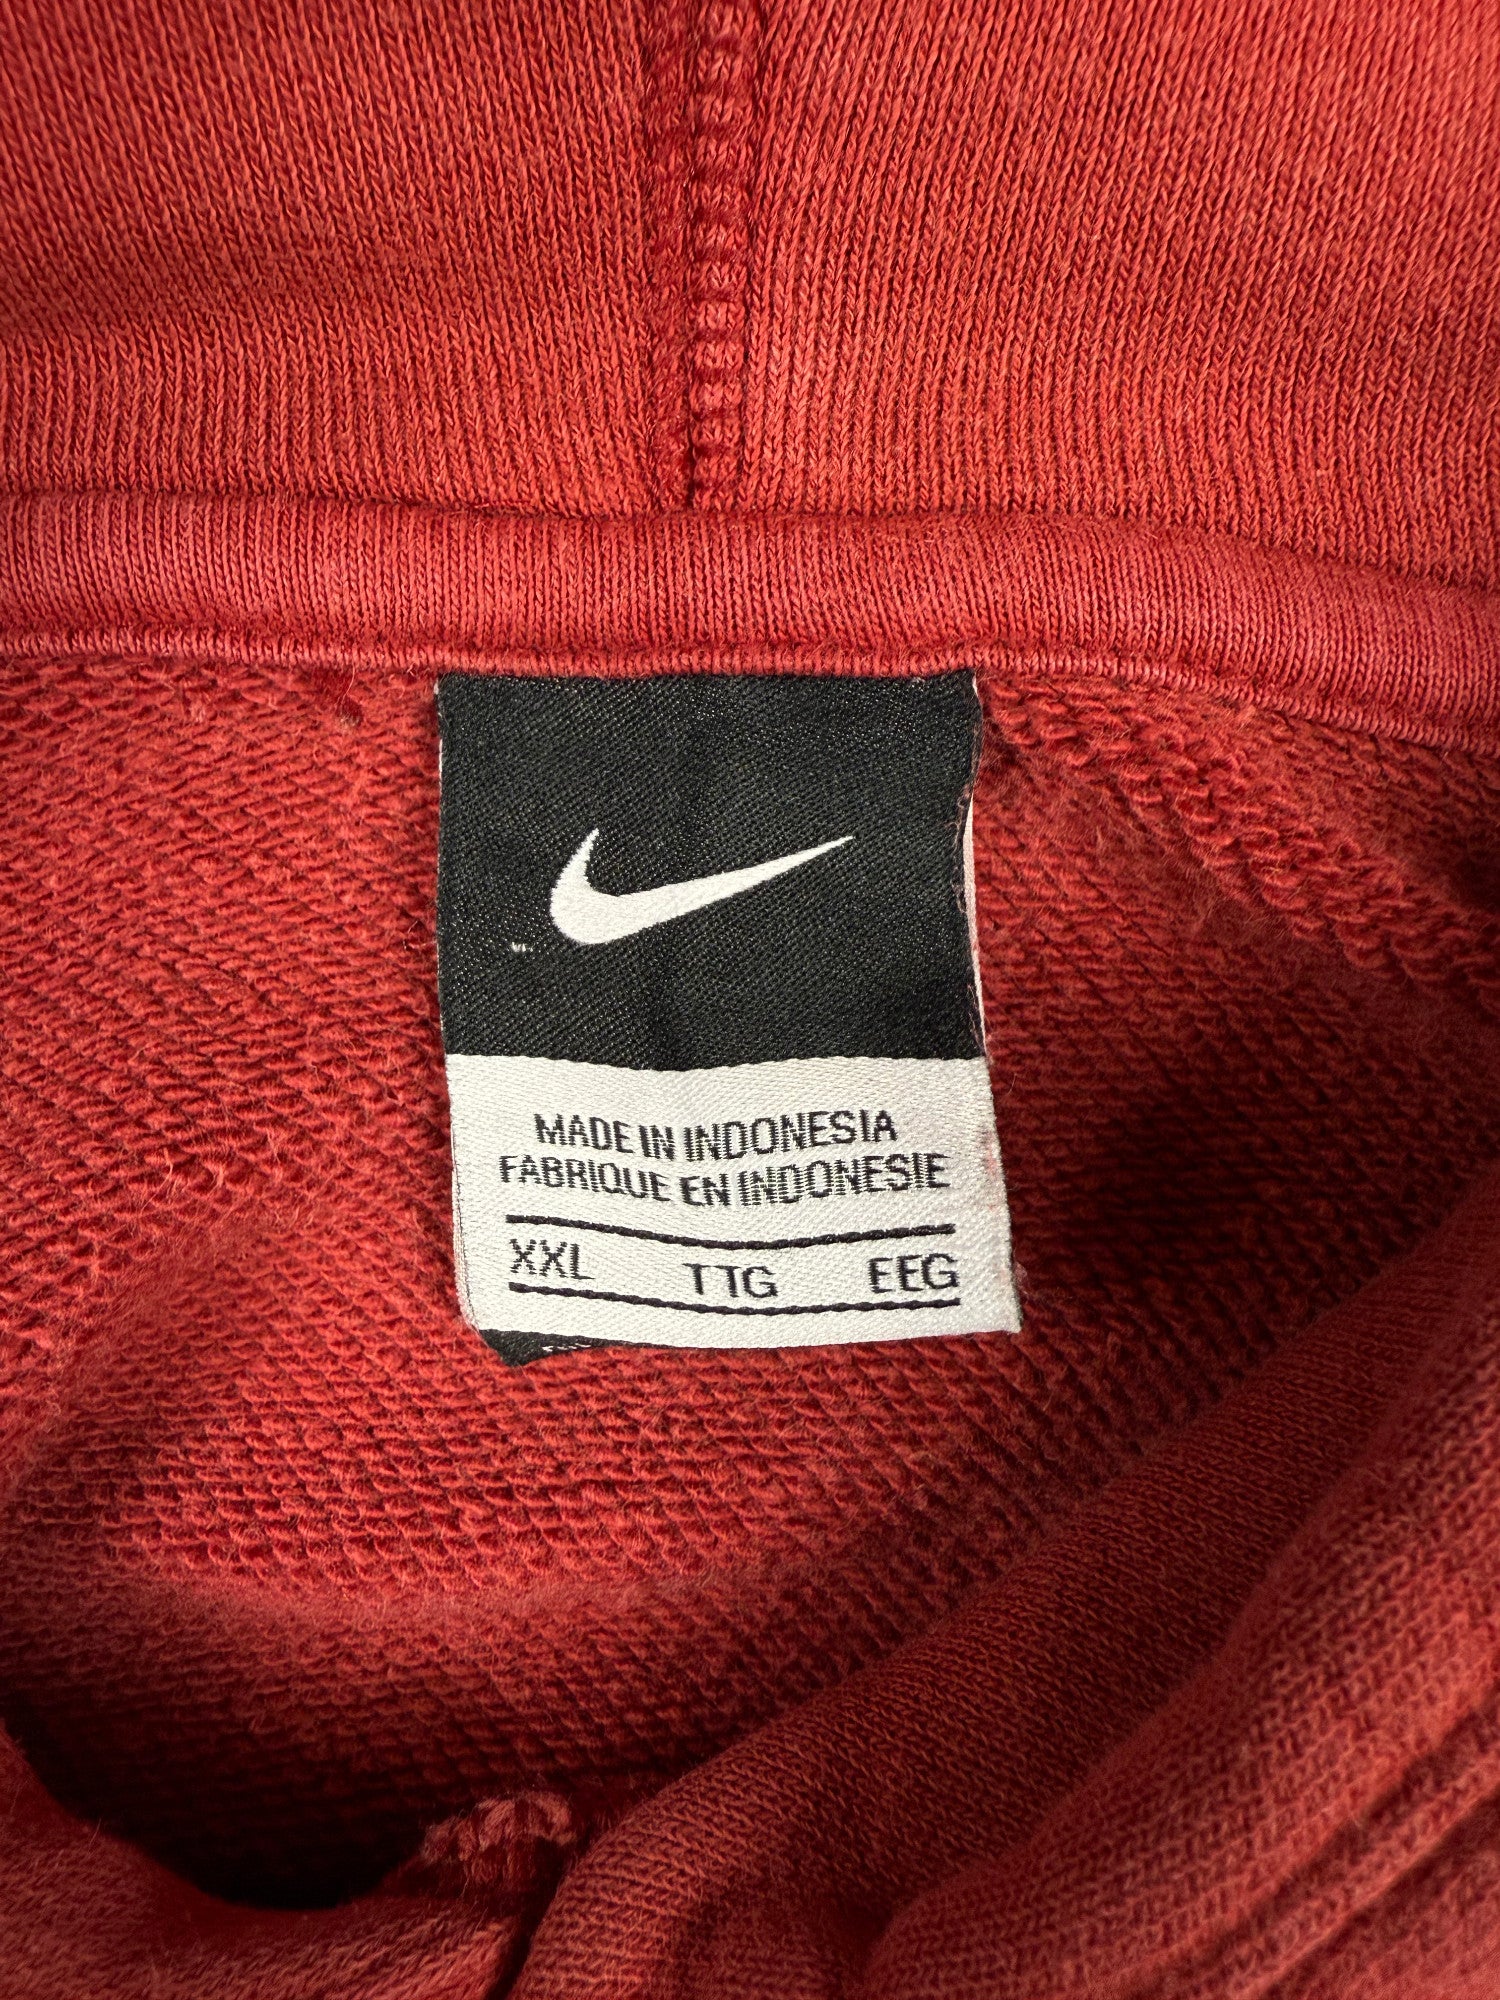 MADE IN INDONESIA
FABRIQUE EN INDONESIE
XXL TTG EEG